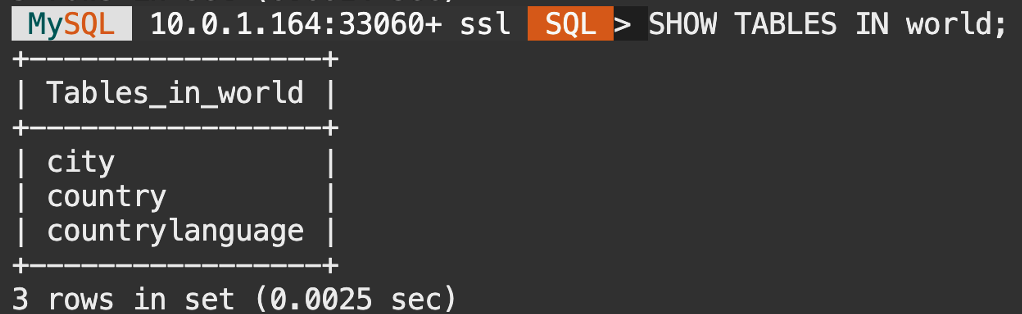 MySQL 10.0.1.164:33060+ ssl SQL > SHOW TABLES IN world;
+-----------------+
| Tables_in_world |
+-----------------+
| city            |
| country         |
| countrylanguage |
+-----------------+
3 rows in set (0.0025 sec)